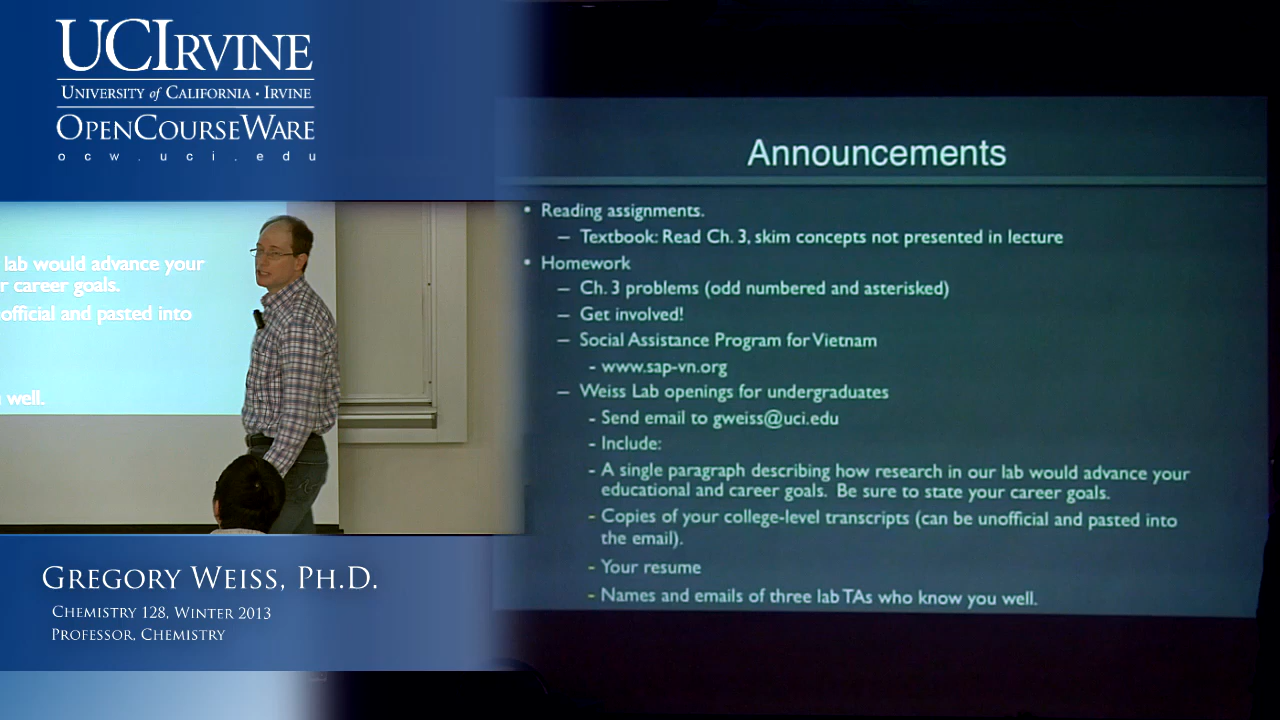 UCIRVINE
UNIVERSITY of CALIFORNIA · IRVINE
OPENCOURSEWARE
ocw.uci.edu
Announcements
• Reading assignments.
– Textbook: Read Ch. 3, skim concepts not presented in lecture
• Homework
– Ch. 3 problems (odd numbered and asterisked)
– Get involved!
– Social Assistance Program for Vietnam
- www.sap-vn.org
– Weiss Lab openings for undergraduates
- Send email to gweiss@uci.edu
- Include:
- A single paragraph describing how research in our lab would advance your
educational and career goals. Be sure to state your career goals.
- Copies of your college-level transcripts (can be unofficial and pasted into
the email).
- Your resume
- Names and emails of three lab TAs who know you well.
lab would advance your
r career goals.
official and pasted into
well.
GREGORY WEISS, PH.D.
CHEMISTRY 128, WINTER 2013
PROFESSOR, CHEMISTRY